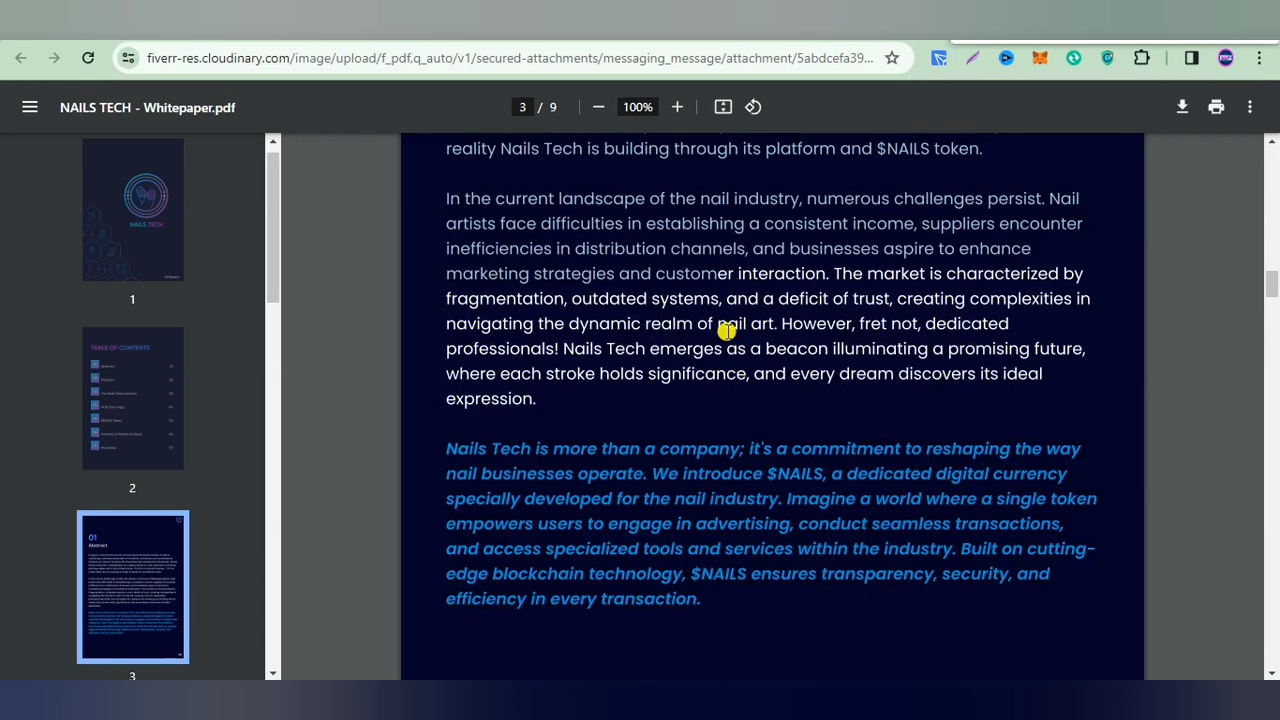 fiverr-res.cloudinary.com/image/upload/f_pdf.q_auto/v1/securedattachments/messaging_message/attachment/5abdcefa39...
NAILS TECH - Whitepaper.pdf
3 / 9
100%
NAILS TECH
1
TABLE OF CONTENTS
2
01
Abstract
3
reality Nails Tech is building through its platform and $NAILS token.
In the current landscape of the nail industry, numerous challenges persist. Nail
artists face difficulties in establishing a consistent income, suppliers encounter
inefficiencies in distribution channels, and businesses aspire to enhance
marketing strategies and customer interaction. The market is characterized by
fragmentation, outdated systems, and a deficit of trust, creating complexities in
navigating the dynamic realm of nail art. However, fret not, dedicated
professionals! Nails Tech emerges as a beacon illuminating a promising future,
where each stroke holds significance, and every dream discovers its ideal
expression.
Nails Tech is more than a company; it's a commitment to reshaping the way
nail businesses operate. We introduce $NAILS, a dedicated digital currency
specially developed for the nail industry. Imagine a world where a single token
empowers users to engage in advertising, conduct seamless transactions,
and access specialized tools and services within the industry. Built on cutting-
edge blockchain technology, $NAILS ensures transparency, security, and
efficiency in every transaction.